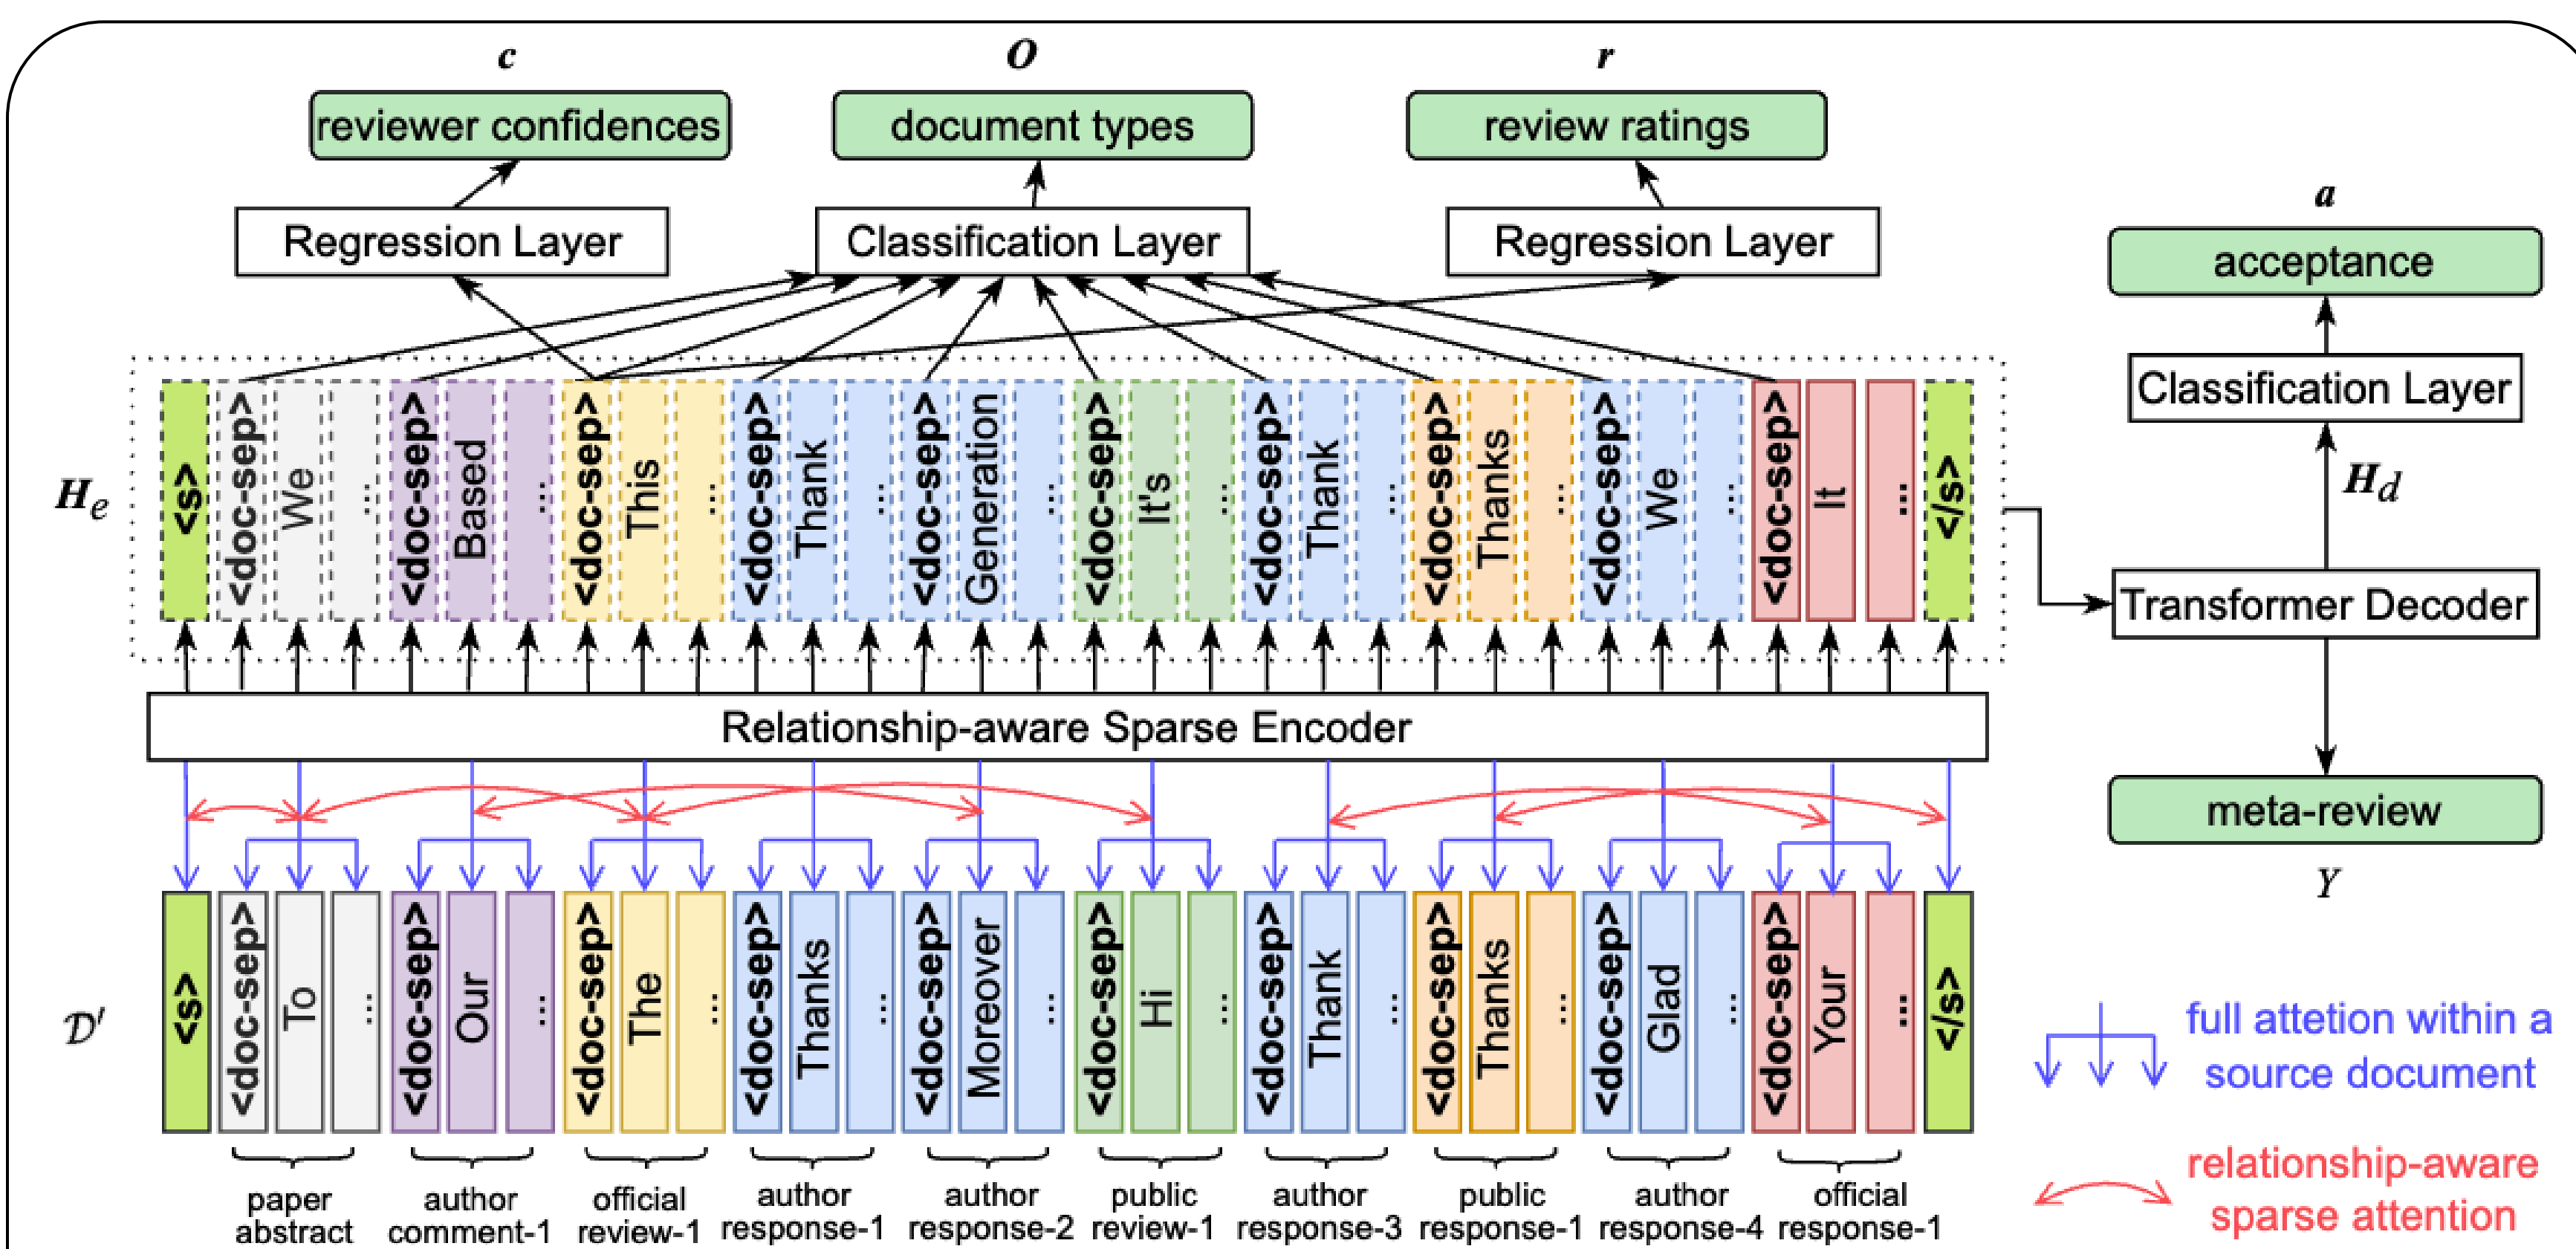 c
O
r
reviewer confidences
document types
review ratings
a
Regression Layer
Classification Layer
Regression Layer
acceptance
Classification Layer
H_e
<s>
<doc-sep>
We
...
<doc-sep>
Based
...
<doc-sep>
This
...
<doc-sep>
Thank
...
<doc-sep>
Generation
...
<doc-sep>
It's
...
<doc-sep>
Thank
...
<doc-sep>
Thanks
...
<doc-sep>
We
...
<doc-sep>
It
...
</s>
H_d
Transformer Decoder
Relationship-aware Sparse Encoder
meta-review
Y
D'
<s>
<doc-sep>
To
...
<doc-sep>
Our
...
<doc-sep>
The
...
<doc-sep>
Thanks
...
<doc-sep>
Moreover
...
<doc-sep>
Hi
...
<doc-sep>
Thank
...
<doc-sep>
Thanks
...
<doc-sep>
Glad
...
<doc-sep>
Your
...
</s>
full attetion within a
source document
paper
abstract
author
comment-1
official
review-1
author
response-1
author
response-2
public
review-1
author
response-3
public
response-1
author
response-4
official
response-1
relationship-aware
sparse attention